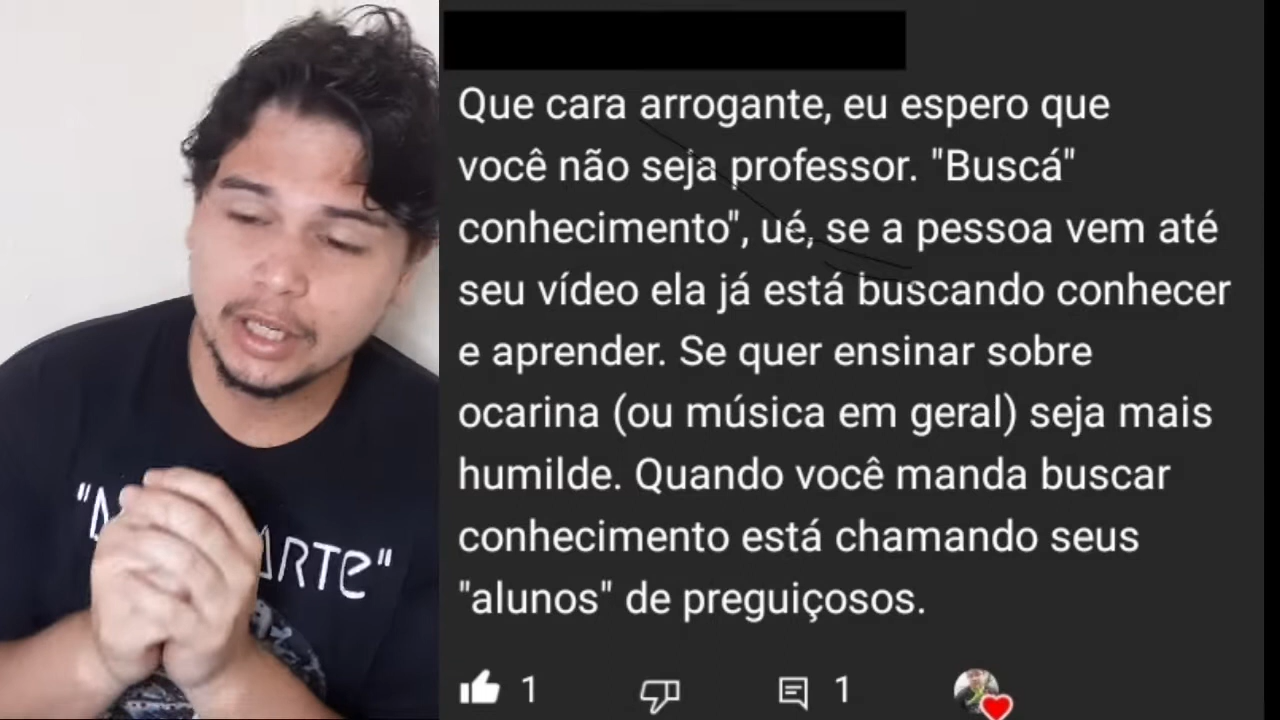 Que cara arrogante, eu espero que
você não seja professor. "Buscá"
conhecimento", ué, se a pessoa vem até
seu vídeo ela já está buscando conhecer
e aprender. Se quer ensinar sobre
ocarina (ou música em geral) seja mais
humilde. Quando você manda buscar
conhecimento está chamando seus
"alunos" de preguiçosos.
1
1
ARTE"